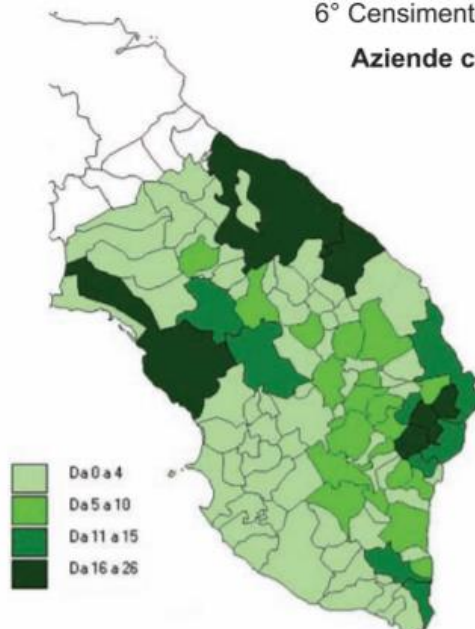 6° Censiment
Aziende c
Da 0 a 4
Da 5 a 10
Da 11 a 15
Da 16 a 26